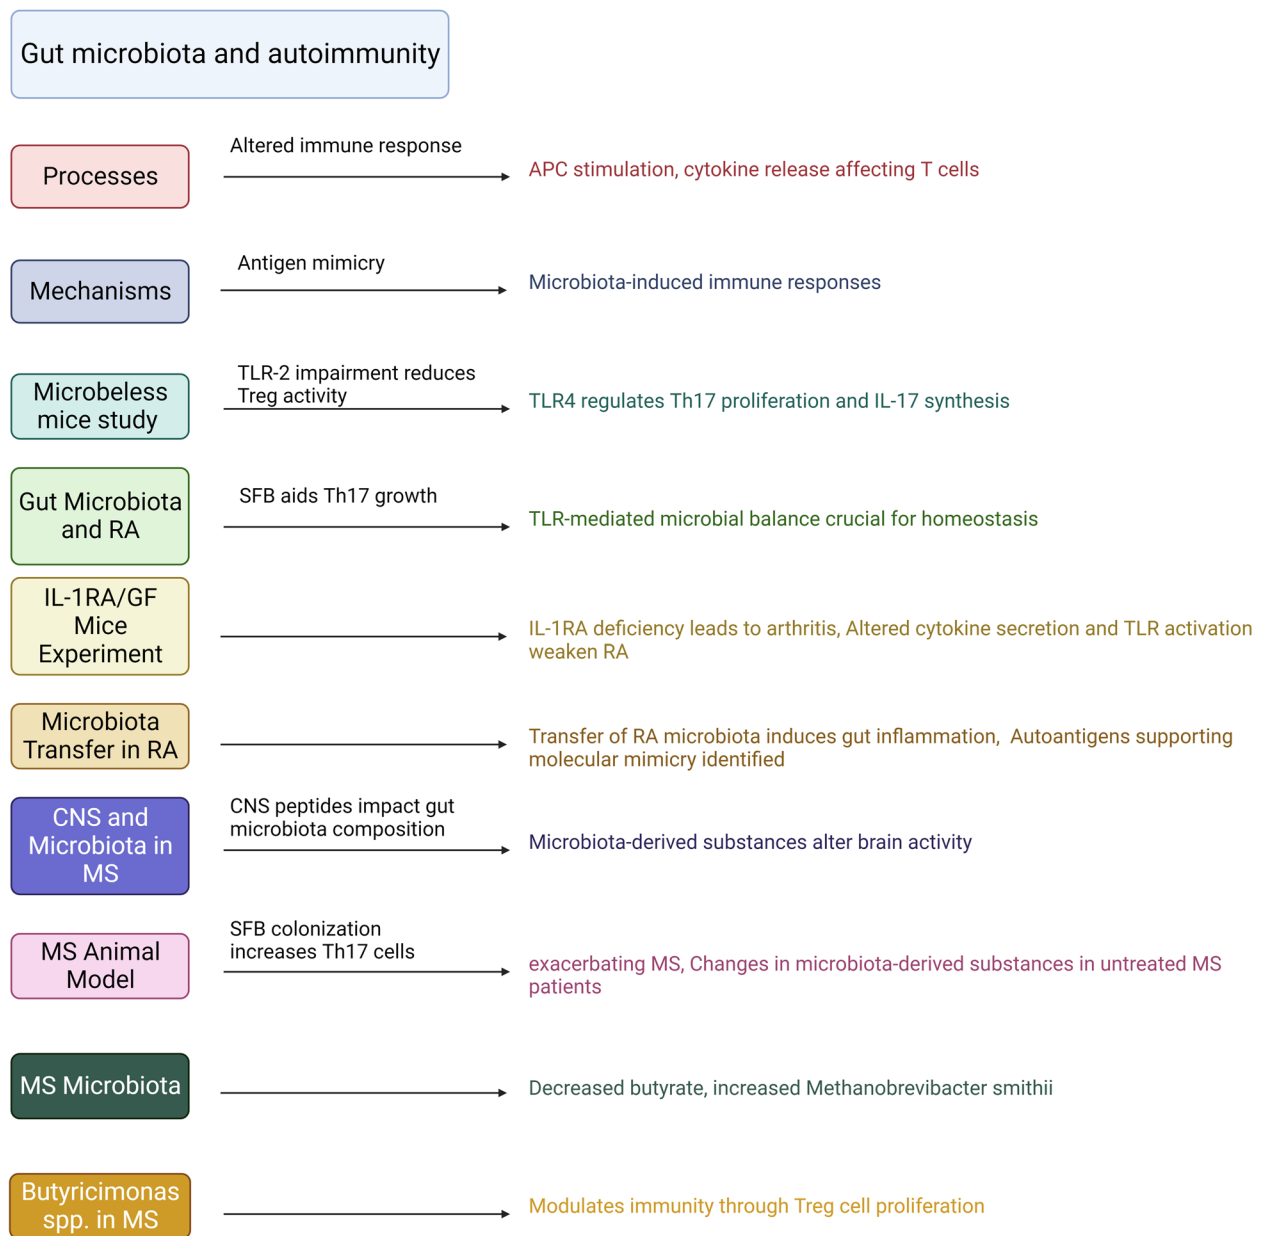 Gut microbiota and autoimmunity
Processes
Altered immune response
APC stimulation, cytokine release affecting T cells
Mechanisms
Antigen mimicry
Microbiota-induced immune responses
Microbeless
mice study
TLR-2 impairment reduces
Treg activity
TLR4 regulates Th17 proliferation and IL-17 synthesis
Gut Microbiota
and RA
SFB aids Th17 growth
TLR-mediated microbial balance crucial for homeostasis
IL-1RA/GF
Mice
Experiment
IL-1RA deficiency leads to arthritis, Altered cytokine secretion and TLR activation
weaken RA
Microbiota
Transfer in RA
Transfer of RA microbiota induces gut inflammation,  Autoantigens supporting
molecular mimicry identified
CNS and
Microbiota in
MS
CNS peptides impact gut
microbiota composition
Microbiota-derived substances alter brain activity
MS Animal
Model
SFB colonization
increases Th17 cells
exacerbating MS, Changes in microbiota-derived substances in untreated MS
patients
MS Microbiota
Decreased butyrate, increased Methanobrevibacter smithii
Butyricimonas
spp. in MS
Modulates immunity through Treg cell proliferation